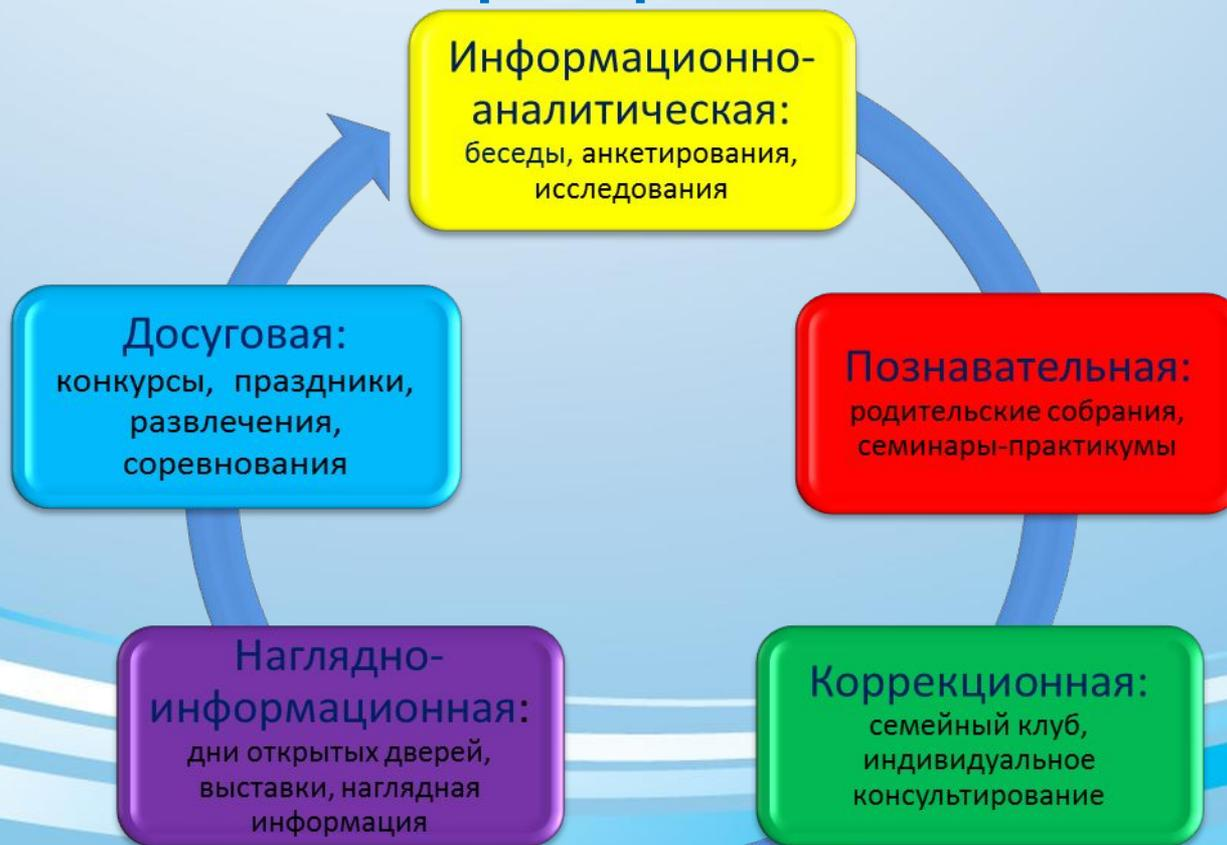 Информационно-
аналитическая:
беседы, анкетирования,
исследования
Познавательная:
родительские собрания,
семинары-практикумы
Коррекционная:
семейный клуб,
индивидуальное
консультирование
Наглядно-
информационная:
дни открытых дверей,
выставки, наглядная
информация
Досуговая:
конкурсы, праздники,
развлечения,
соревнования